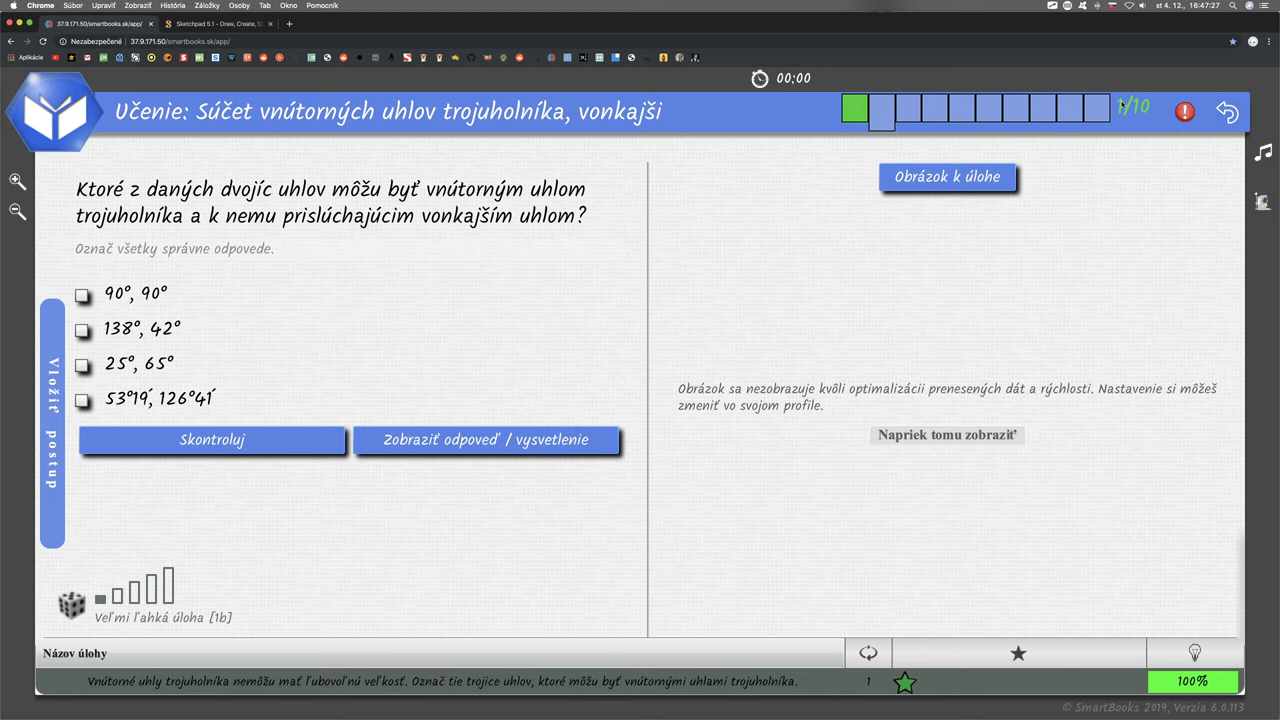 Chrome Súbor Upraviť Zobraziť História Záložky Osoby Tab Okno Pomocník
st 4. 12., 16:47:27
37.9.171.50/smartbooks.sk/app/
Sketchpad 5.1 - Draw, Create, S
Nezabezpečené 37.9.171.50/smartbooks.sk/app/
Aplikácie
00:00
Učenie: Súčet vnútorných uhlov trojuholníka, vonkajši
1/10
Ktoré z daných dvojíc uhlov môžu byť vnútorným uhlom
trojuholníka a k nemu prislúchajúcim vonkajším uhlom?
Označ všetky správne odpovede.
90°, 90°
138°, 42°
25°, 65°
53°19´, 126°41´
Skontroluj
Zobraziť odpoveď / vysvetlenie
Vložiť postup
Veľmi ľahká úloha [1b]
Obrázok k úlohe
Obrázok sa nezobrazuje kvôli optimalizácii prenesených dát a rýchlosti. Nastavenie si môžeš
zmeniť vo svojom profile.
Napriek tomu zobraziť
Názov úlohy
Vnútorné uhly trojuholníka nemôžu mať ľubovoľnú veľkosť. Označ tie trojice uhlov, ktoré môžu byť vnútornými uhlami trojuholníka.
1
100%
© SmartBooks 2019, Verzia 6.0.113